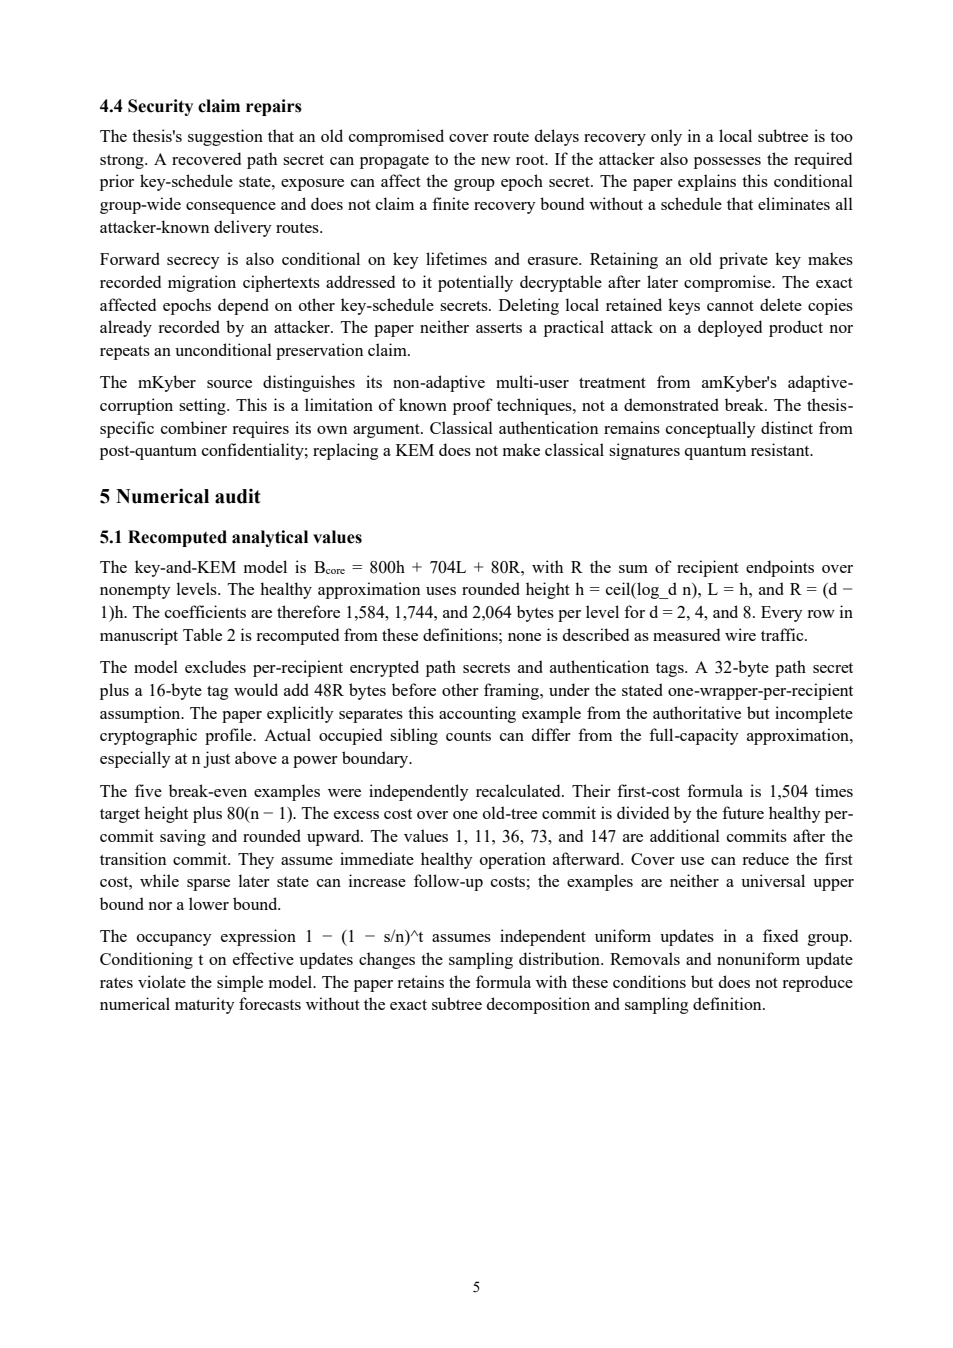 4.4 Security claim repairs
The thesis's suggestion that an old compromised cover route delays recovery only in a local subtree is too
strong. A recovered path secret can propagate to the new root. If the attacker also possesses the required
prior key-schedule state, exposure can affect the group epoch secret. The paper explains this conditional
group-wide consequence and does not claim a finite recovery bound without a schedule that eliminates all
attacker-known delivery routes.
Forward secrecy is also conditional on key lifetimes and erasure. Retaining an old private key makes
recorded migration ciphertexts addressed to it potentially decryptable after later compromise. The exact
affected epochs depend on other key-schedule secrets. Deleting local retained keys cannot delete copies
already recorded by an attacker. The paper neither asserts a practical attack on a deployed product nor
repeats an unconditional preservation claim.
The mKyber source distinguishes its non-adaptive multi-user treatment from amKyber's adaptive-
corruption setting. This is a limitation of known proof techniques, not a demonstrated break. The thesis-
specific combiner requires its own argument. Classical authentication remains conceptually distinct from
post-quantum confidentiality; replacing a KEM does not make classical signatures quantum resistant.
5 Numerical audit
5.1 Recomputed analytical values
The key-and-KEM model is Bcore = 800h + 704L + 80R, with R the sum of recipient endpoints over
nonempty levels. The healthy approximation uses rounded height h = ceil(log_d n), L = h, and R = (d −
1)h. The coefficients are therefore 1,584, 1,744, and 2,064 bytes per level for d = 2, 4, and 8. Every row in
manuscript Table 2 is recomputed from these definitions; none is described as measured wire traffic.
The model excludes per-recipient encrypted path secrets and authentication tags. A 32-byte path secret
plus a 16-byte tag would add 48R bytes before other framing, under the stated one-wrapper-per-recipient
assumption. The paper explicitly separates this accounting example from the authoritative but incomplete
cryptographic profile. Actual occupied sibling counts can differ from the full-capacity approximation,
especially at n just above a power boundary.
The five break-even examples were independently recalculated. Their first-cost formula is 1,504 times
target height plus 80(n − 1). The excess cost over one old-tree commit is divided by the future healthy per-
commit saving and rounded upward. The values 1, 11, 36, 73, and 147 are additional commits after the
transition commit. They assume immediate healthy operation afterward. Cover use can reduce the first
cost, while sparse later state can increase follow-up costs; the examples are neither a universal upper
bound nor a lower bound.
The occupancy expression 1 − (1 − s/n)^t assumes independent uniform updates in a fixed group.
Conditioning t on effective updates changes the sampling distribution. Removals and nonuniform update
rates violate the simple model. The paper retains the formula with these conditions but does not reproduce
numerical maturity forecasts without the exact subtree decomposition and sampling definition.
5